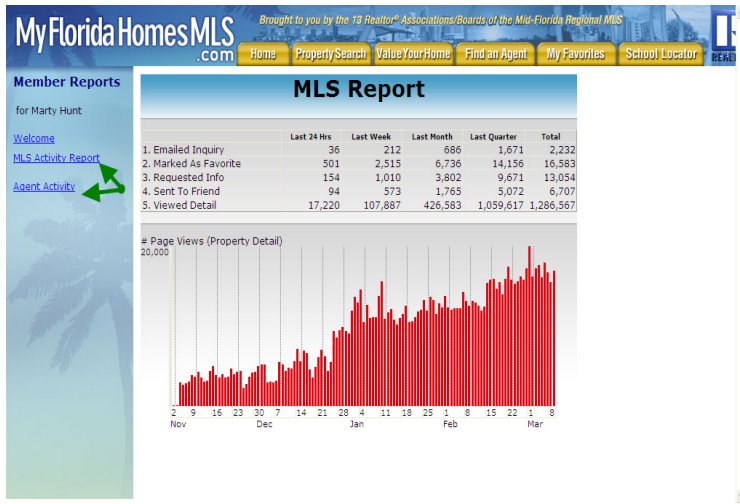 My Florida Homes MLS
.com
Brought to you by the 13 Realtor® Associations/Boards of the Mid-Florida Regional MLS
Home Property Search Value Your Home Find an Agent My Favorites School Locator
Member Reports
for Marty Hunt
Welcome
MLS Activity Report
Agent Activity
MLS Report
Last 24 Hrs Last Week Last Month Last Quarter Total
1. Emailed Inquiry 36 212 686 1,671 2,232
2. Marked As Favorite 501 2,515 6,736 14,156 16,583
3. Requested Info 154 1,010 3,802 9,671 13,054
4. Sent To Friend 94 573 1,765 5,072 6,707
5. Viewed Detail 17,220 107,887 426,583 1,059,617 1,286,567
# Page Views (Property Detail)
20,000
2 9 16 23 30 7 14 21 28 4 11 18 25 1 8 15 22 1 8
Nov Dec Jan Feb Mar